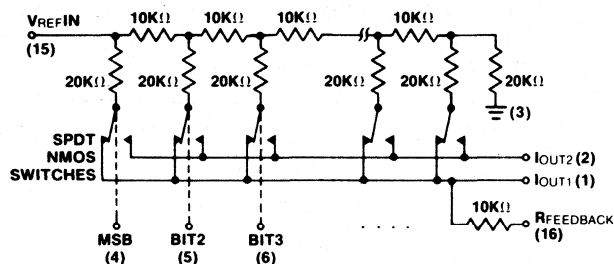 10KΩ 10KΩ 10KΩ 10KΩ
VREFIN
(15)
20KΩ 20KΩ 20KΩ 20KΩ 20KΩ 20KΩ
(3)
SPDT
NMOS
SWITCHES
IOUT2 (2)
IOUT1 (1)
10KΩ
RFEEDBACK
(16)
MSB BIT2 BIT3 . . . .
(4) (5) (6)